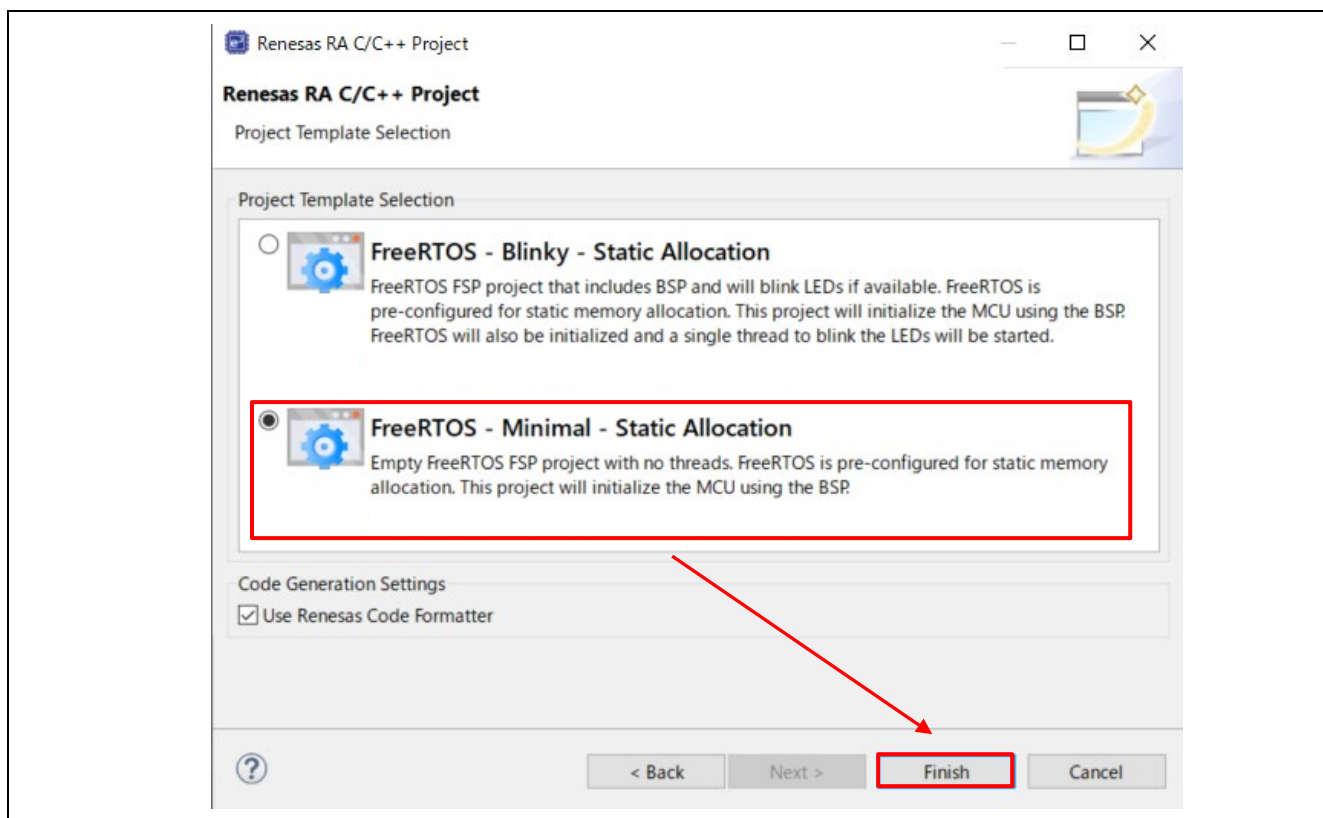 Renesas RA C/C++ Project
Renesas RA C/C++ Project
Project Template Selection
Project Template Selection
FreeRTOS - Blinky - Static Allocation
FreeRTOS FSP project that includes BSP and will blink LEDs if available. FreeRTOS is
pre-configured for static memory allocation. This project will initialize the MCU using the BSP.
FreeRTOS will also be initialized and a single thread to blink the LEDs will be started.
FreeRTOS - Minimal - Static Allocation
Empty FreeRTOS FSP project with no threads. FreeRTOS is pre-configured for static memory
allocation. This project will initialize the MCU using the BSP.
Code Generation Settings
Use Renesas Code Formatter
? < Back Next > Finish Cancel